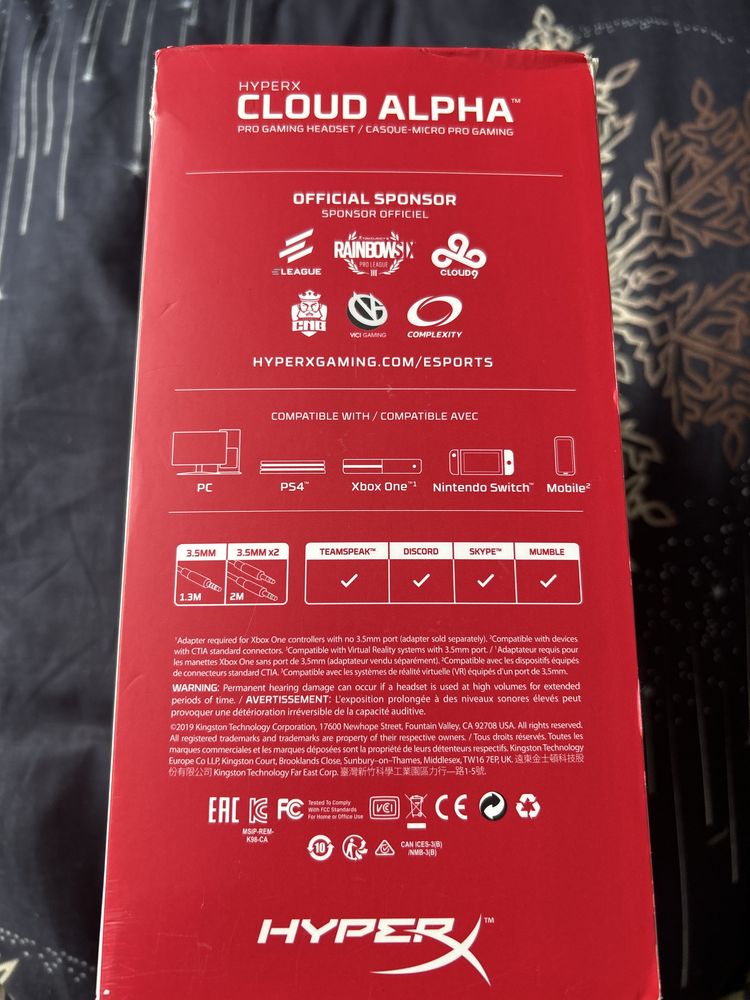 HYPERX
CLOUD ALPHA™
PRO GAMING HEADSET / CASQUE-MICRO PRO GAMING
OFFICIAL SPONSOR
SPONSOR OFFICIEL
ELEAGUE
RAINBOWSIX
PRO LEAGUE
CLOUD9
CNB
VICI GAMING
COMPLEXITY
HYPERXGAMING.COM/ESPORTS
COMPATIBLE WITH / COMPATIBLE AVEC
PC
PS4™
Xbox One™¹
Nintendo Switch™
Mobile²
3.5MM
3.5MM x2
1.3M
2M
TEAMSPEAK™
DISCORD
SKYPE™
MUMBLE
¹Adapter required for Xbox One controllers with no 3.5mm port (adapter sold separately). ²Compatible with devices
with CTIA standard connectors. ³Compatible with Virtual Reality systems with 3.5mm port. / ¹Adaptateur requis pour
les manettes Xbox One sans port de 3,5mm (adaptateur vendu séparément). ²Compatible avec les dispositifs équipés
de connecteurs standard CTIA. ³Compatible avec les systèmes de réalité virtuelle (VR) équipés d'un port de 3,5mm.
WARNING: Permanent hearing damage can occur if a headset is used at high volumes for extended
periods of time. / AVERTISSEMENT: L'exposition prolongée à des niveaux sonores élevés peut
provoquer une détérioration irréversible de la capacité auditive.
©2019 Kingston Technology Corporation, 17600 Newhope Street, Fountain Valley, CA 92708 USA. All rights reserved.
All registered trademarks and trademarks are property of their respective owners. / Tous droits réservés. Toutes les
marques commerciales et les marques déposées sont la propriété de leurs détenteurs respectifs. Kingston Technology
Europe Co LLP, Kingston Court, Brooklands Close, Sunbury-on-Thames, Middlesex, TW16 7EP, UK. 遠東金士頓科技股
份有限公司 Kingston Technology Far East Corp. 臺灣新竹科學工業園區力行一路1-5號.
EAC
FC
Tested To Comply
With FCC Standards
For Home or Office Use
VCCI
CE
MSIP-REM-
K98-CA
10
CAN ICES-3(B)
/NMB-3(B)
HYPERX™